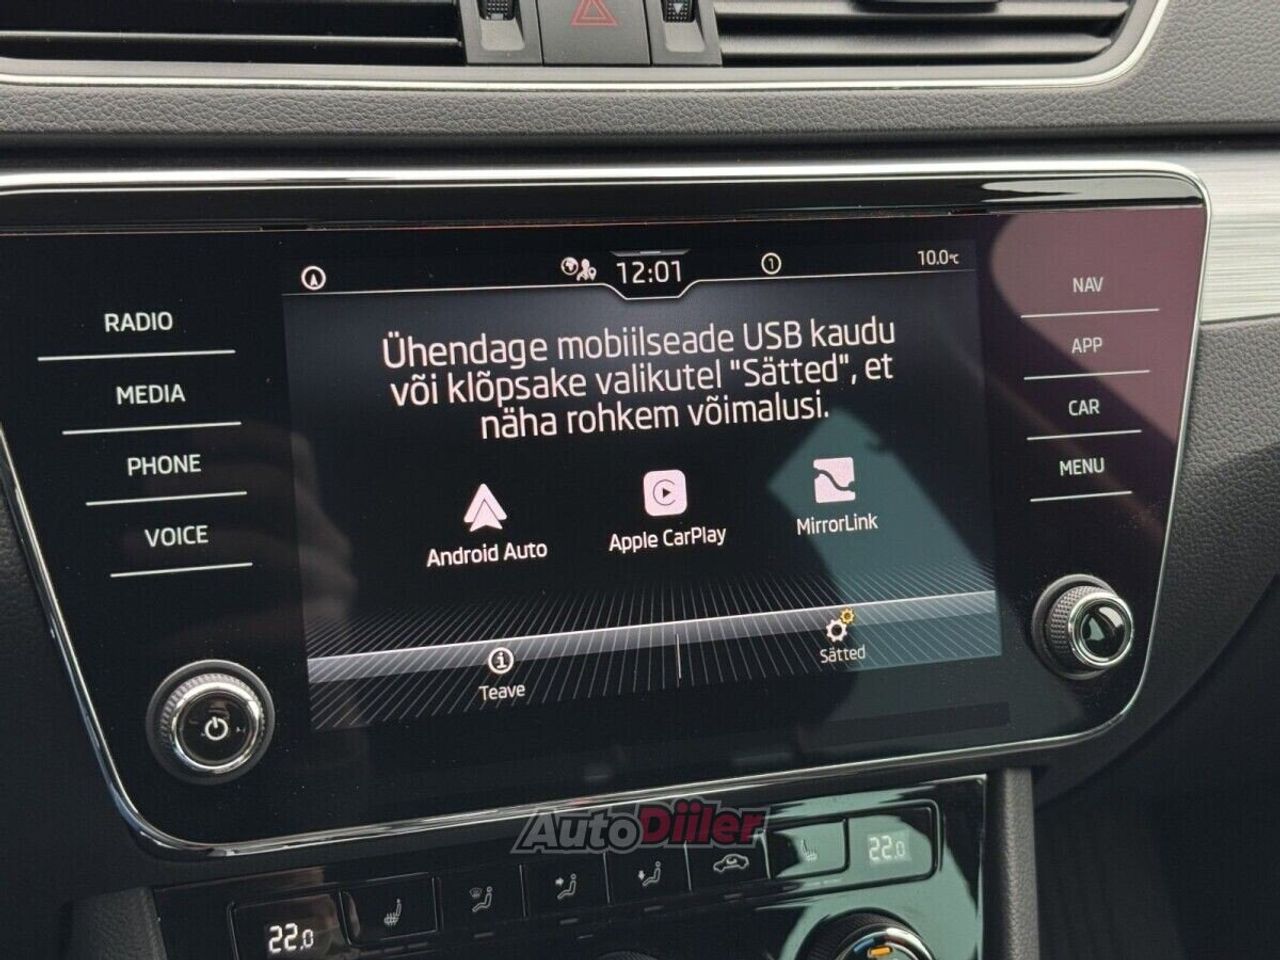 12:01
1
10.0°C
RADIO
MEDIA
PHONE
VOICE
Ühendage mobiilseade USB kaudu
või klõpsake valikutel "Sätted", et
näha rohkem võimalusi.
Android Auto
Apple CarPlay
MirrorLink
Teave
Sätted
NAV
APP
CAR
MENU
AutoDiiler
22.0
22.0